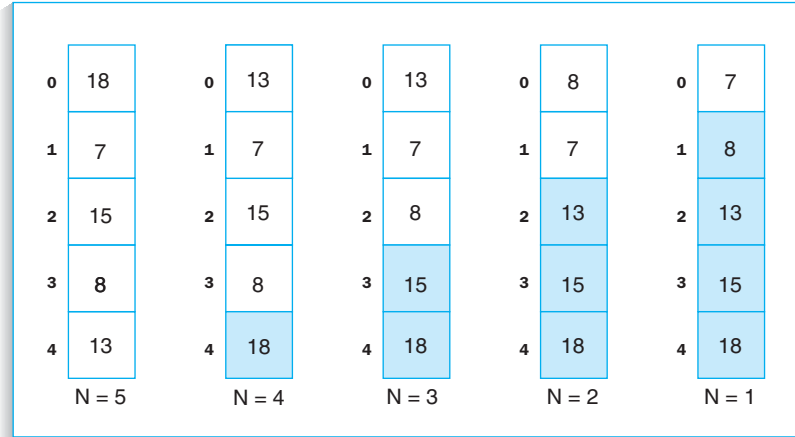 0 18 0 13 0 13 0 8 0 7
1 7 1 7 1 7 1 7 1 8
2 15 2 15 2 8 2 13 2 13
3 8 3 8 3 15 3 15 3 15
4 13 4 18 4 18 4 18 4 18
N = 5 N = 4 N = 3 N = 2 N = 1